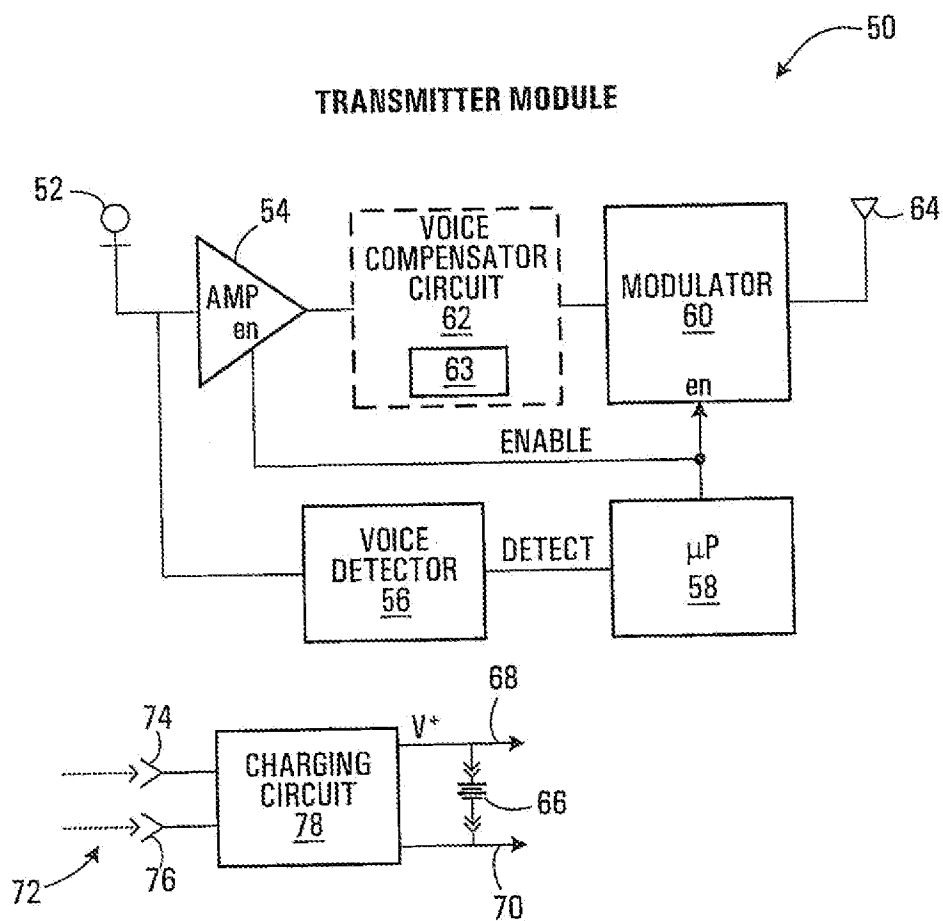 50
TRANSMITTER MODULE
52
54
64
AMP
en
VOICE
COMPENSATOR
CIRCUIT
62
63
MODULATOR
60
en
ENABLE
VOICE
DETECTOR
56
DETECT
µP
58
68
V+
74
CHARGING
CIRCUIT
78
66
72
76
70